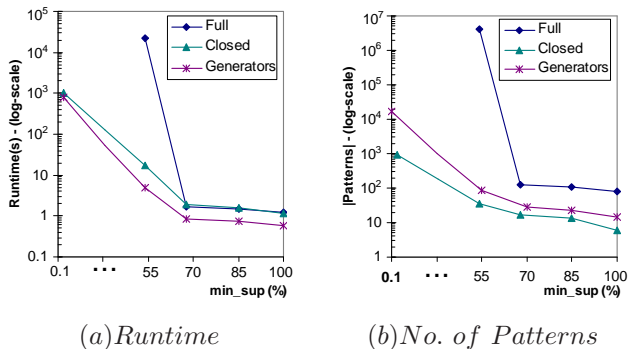 Runtime(s) - (log-scale)
10^5
10^4
10^3
10^2
10
1
0.1
0.1 ... 55 70 85 100
min_sup (%)
Full
Closed
Generators
(a)Runtime
|Patterns| - (log-scale)
10^7
10^6
10^5
10^4
10^3
10^2
10
1
0.1 ... 55 70 85 100
min_sup (%)
Full
Closed
Generators
(b)No. of Patterns